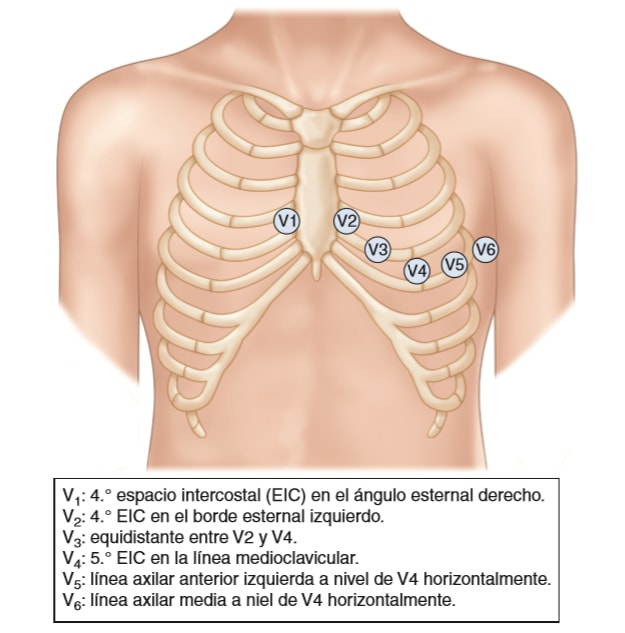 V1
V2
V3
V4
V5
V6
V₁: 4.° espacio intercostal (EIC) en el ángulo esternal derecho.
V₂: 4.° EIC en el borde esternal izquierdo.
V₃: equidistante entre V2 y V4.
V₄: 5.° EIC en la línea medioclavicular.
V₅: línea axilar anterior izquierda a nivel de V4 horizontalmente.
V₆: línea axilar media a niel de V4 horizontalmente.